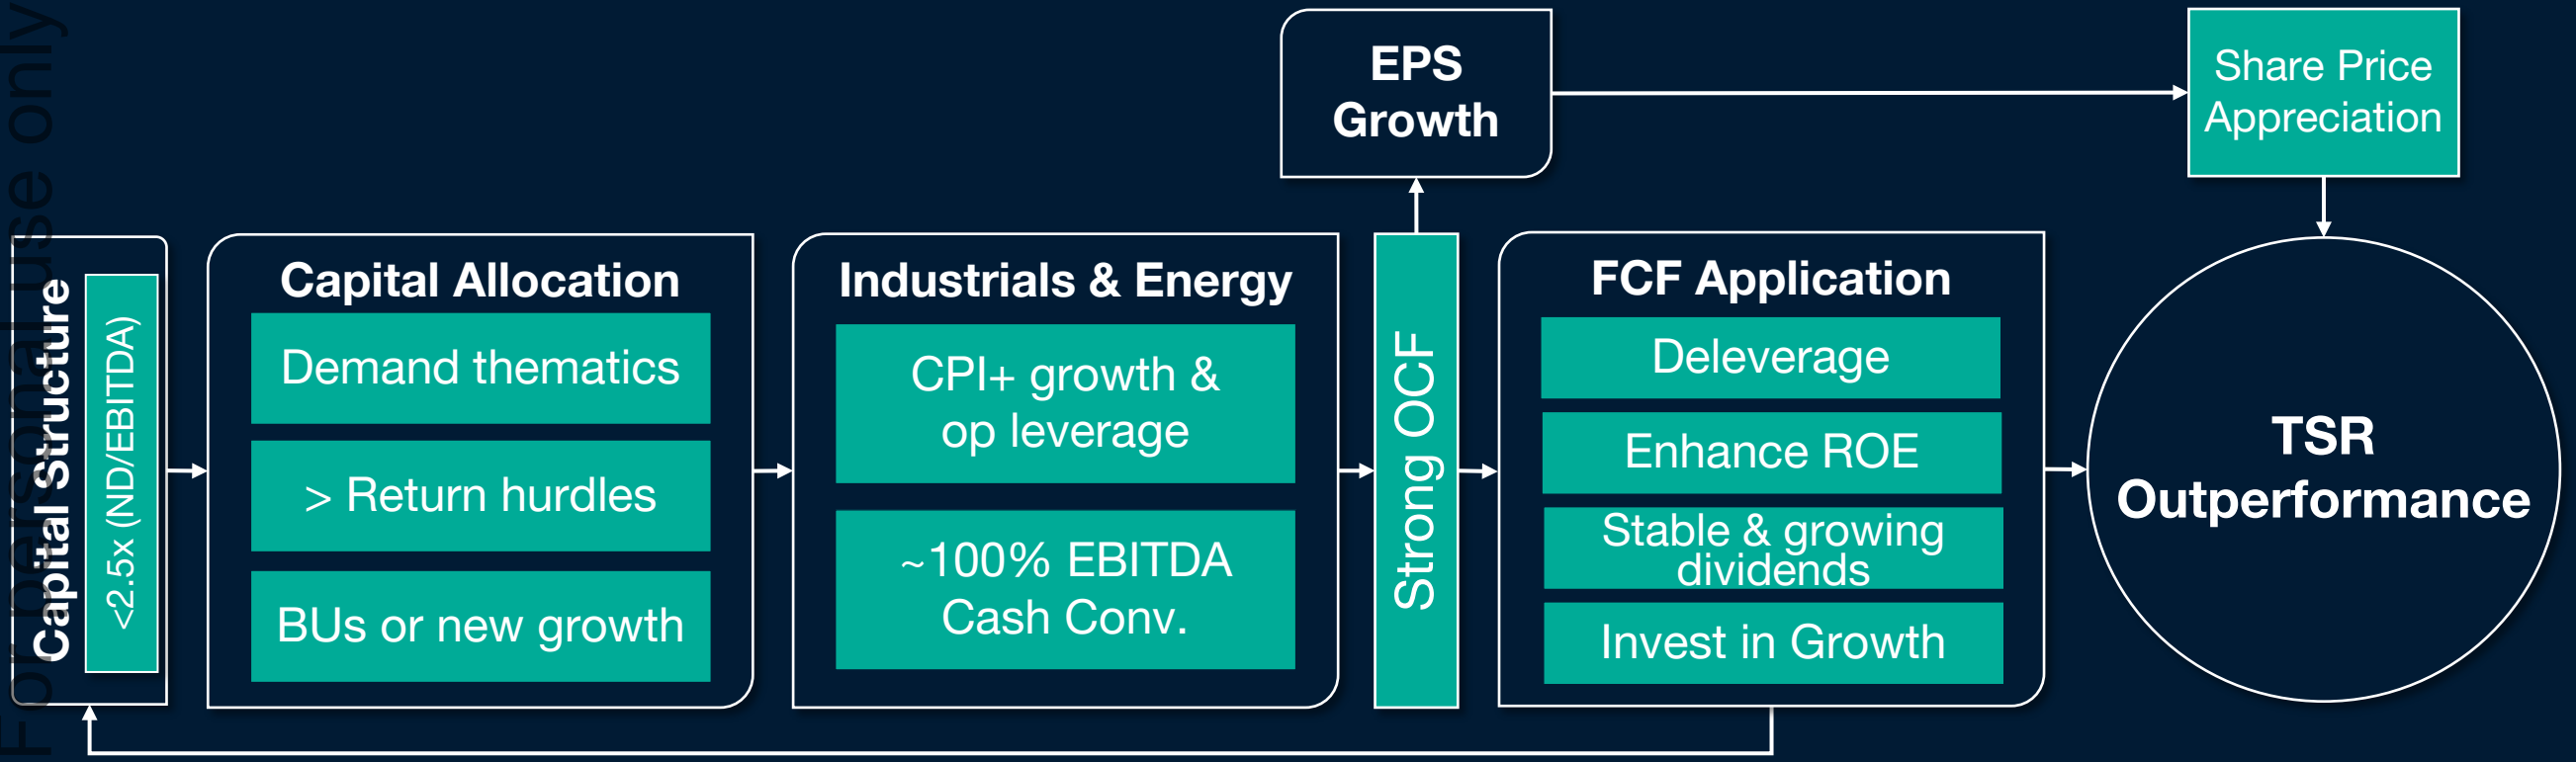 For personal use only
Capital Structure
<2.5x (ND/EBITDA)
Capital Allocation
Demand thematics
> Return hurdles
BUs or new growth
Industrials & Energy
CPI+ growth &
op leverage
~100% EBITDA
Cash Conv.
Strong OCF
EPS
Growth
FCF Application
Deleverage
Enhance ROE
Stable & growing
dividends
Invest in Growth
Share Price
Appreciation
TSR
Outperformance